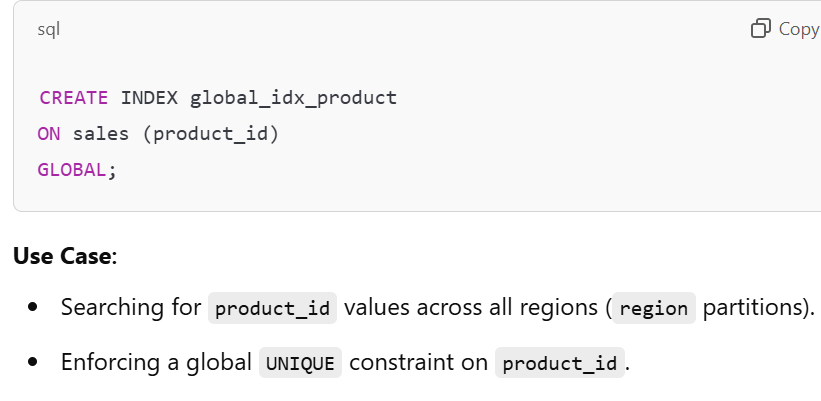 sql
Copy
CREATE INDEX global_idx_product
ON sales (product_id)
GLOBAL;
Use Case:
• Searching for product_id values across all regions (region partitions).
• Enforcing a global UNIQUE constraint on product_id.